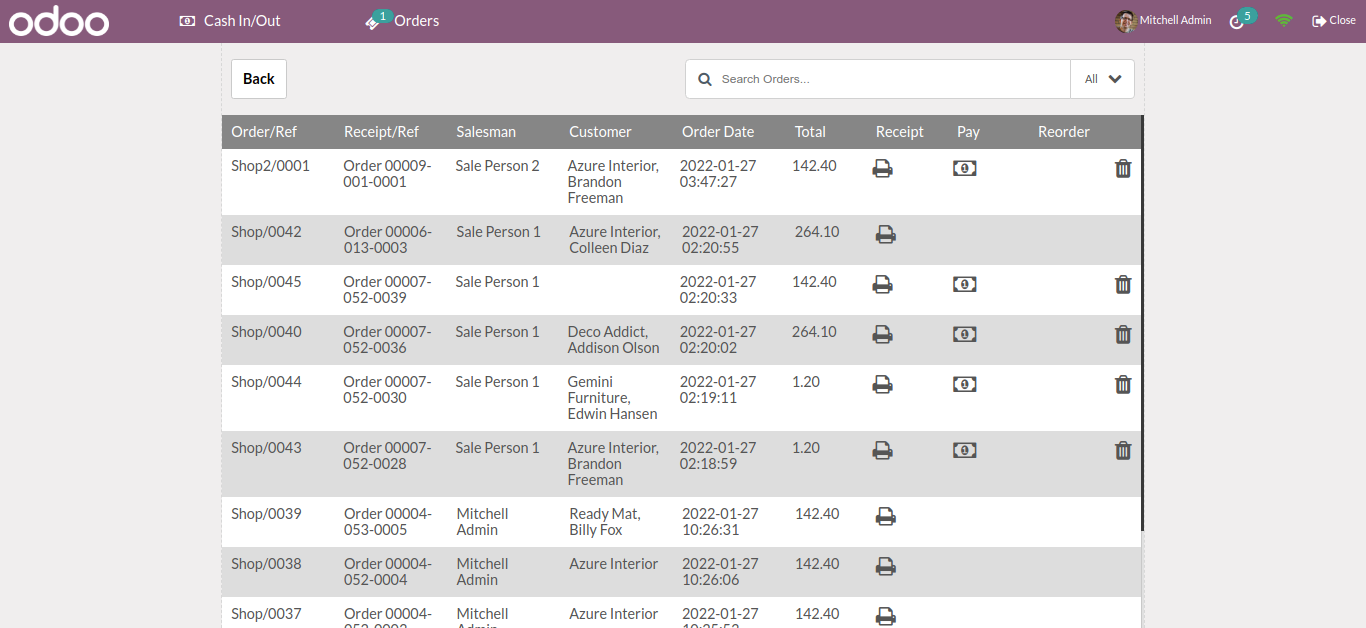 odoo Cash In/Out 1 Orders Mitchell Admin 5 Close
Back Search Orders... All
Order/Ref Receipt/Ref Salesman Customer Order Date Total Receipt Pay Reorder
Shop2/0001 Order 00009- Sale Person 2 Azure Interior, 2022-01-27 142.40
001-0001 Brandon 03:47:27
Freeman
Shop/0042 Order 00006- Sale Person 1 Azure Interior, 2022-01-27 264.10
013-0003 Colleen Diaz 02:20:55
Shop/0045 Order 00007- Sale Person 1 2022-01-27 142.40
052-0039 02:20:33
Shop/0040 Order 00007- Sale Person 1 Deco Addict, 2022-01-27 264.10
052-0036 Addison Olson 02:20:02
Shop/0044 Order 00007- Sale Person 1 Gemini 2022-01-27 1.20
052-0030 Furniture, 02:19:11
Edwin Hansen
Shop/0043 Order 00007- Sale Person 1 Azure Interior, 2022-01-27 1.20
052-0028 Brandon 02:18:59
Freeman
Shop/0039 Order 00004- Mitchell Ready Mat, 2022-01-27 142.40
053-0005 Admin Billy Fox 10:26:31
Shop/0038 Order 00004- Mitchell Azure Interior 2022-01-27 142.40
052-0004 Admin 10:26:06
Shop/0037 Order 00004- Mitchell Azure Interior 2022-01-27 142.40
Admin